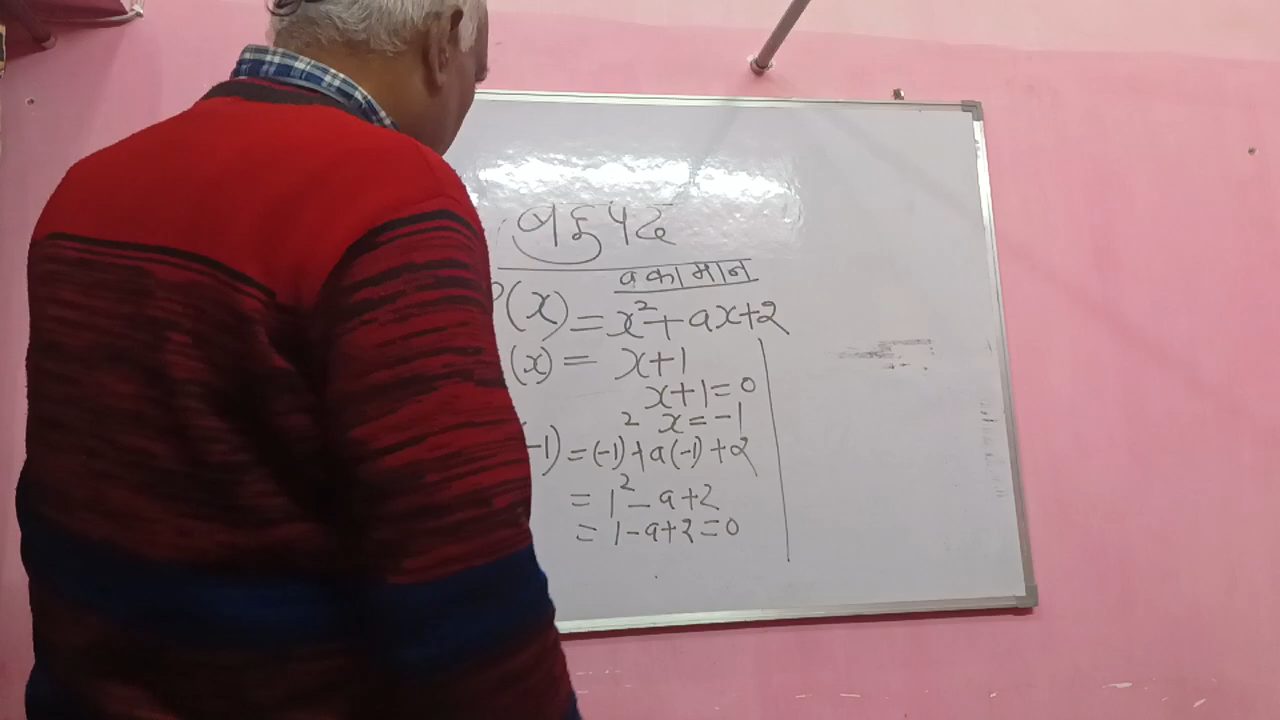 बहुपद
a का मान
P(x) = x²+ ax+2
(x) = x+1
x+1=0
x = -1
-1) = (-1)²+a(-1)+2
= 1² - a+2
= 1-a+2=0